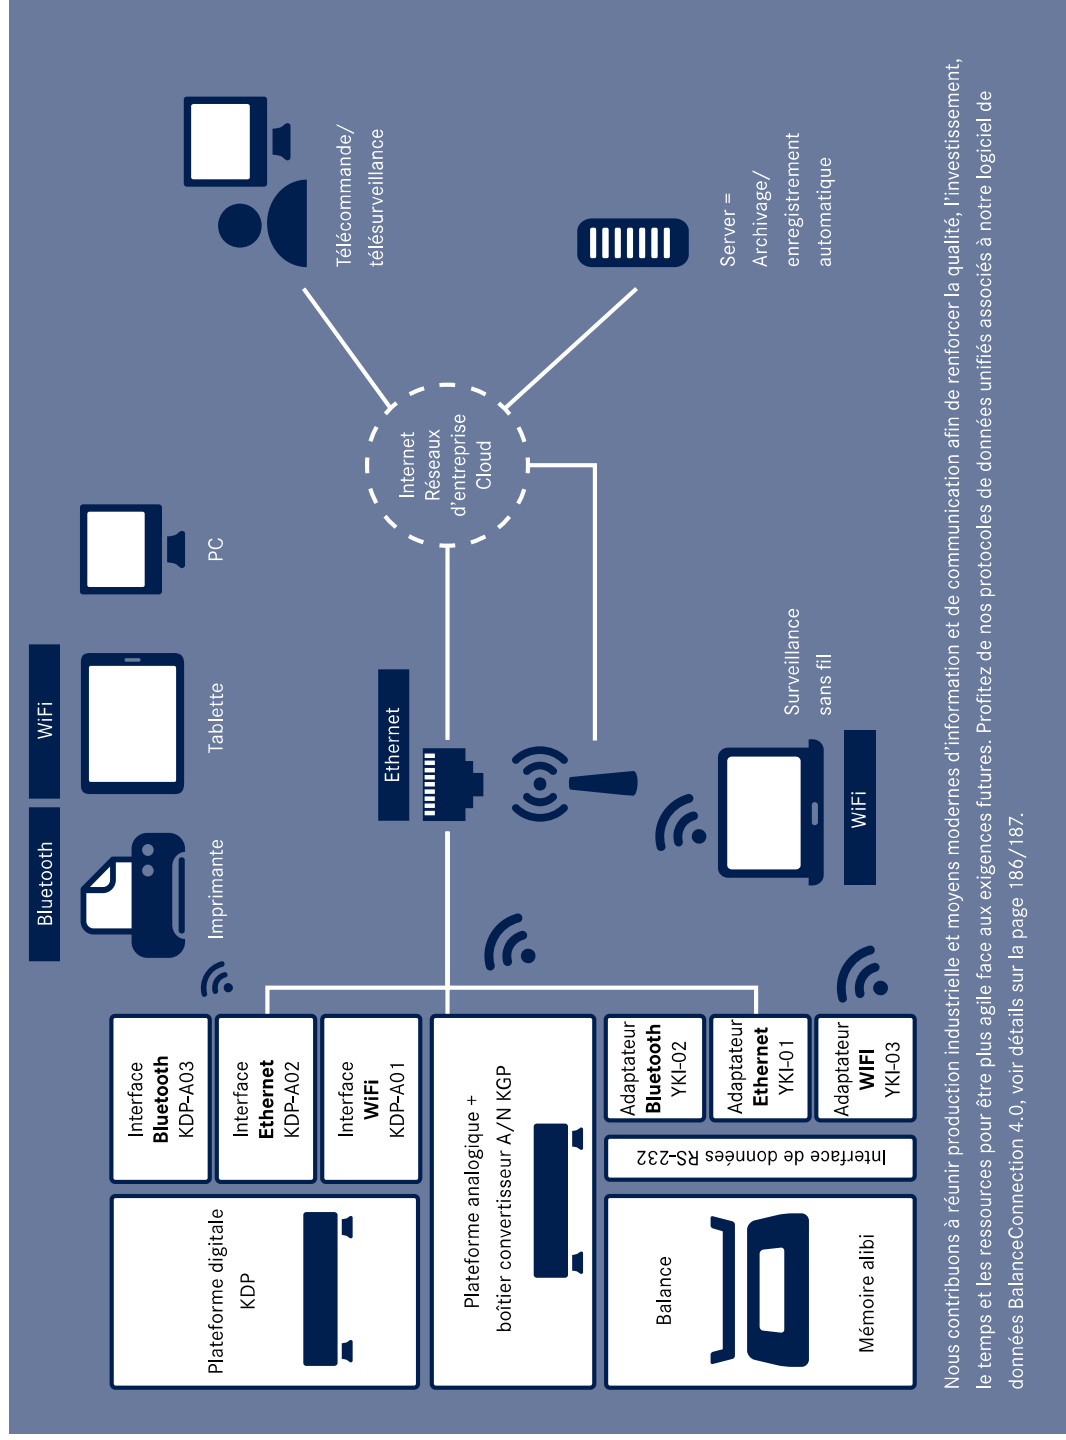 Bluetooth
WiFi
Imprimante
Tablette
PC
Télécommande/
télésurveillance
Interface
Bluetooth
KDP-A03
Interface
Ethernet
KDP-A02
Interface
WiFi
KDP-A01
Plateforme digitale
KDP
Ethernet
Internet
Réseaux
d'entreprise
Cloud
Plateforme analogique +
boîtier convertisseur A/N KGP
Server =
Archivage/
enregistrement
automatique
Balance
Mémoire alibi
Interface de données RS-232
Adaptateur
Bluetooth
YKI-02
Adaptateur
Ethernet
YKI-01
Adaptateur
WIFI
YKI-03
Surveillance
sans fil
WiFi
Nous contribuons à réunir production industrielle et moyens modernes d'information et de communication afin de renforcer la qualité, l'investissement,
le temps et les ressources pour être plus agile face aux exigences futures. Profitez de nos protocoles de données unifiés associés à notre logiciel de
données BalanceConnection 4.0, voir détails sur la page 186/187.